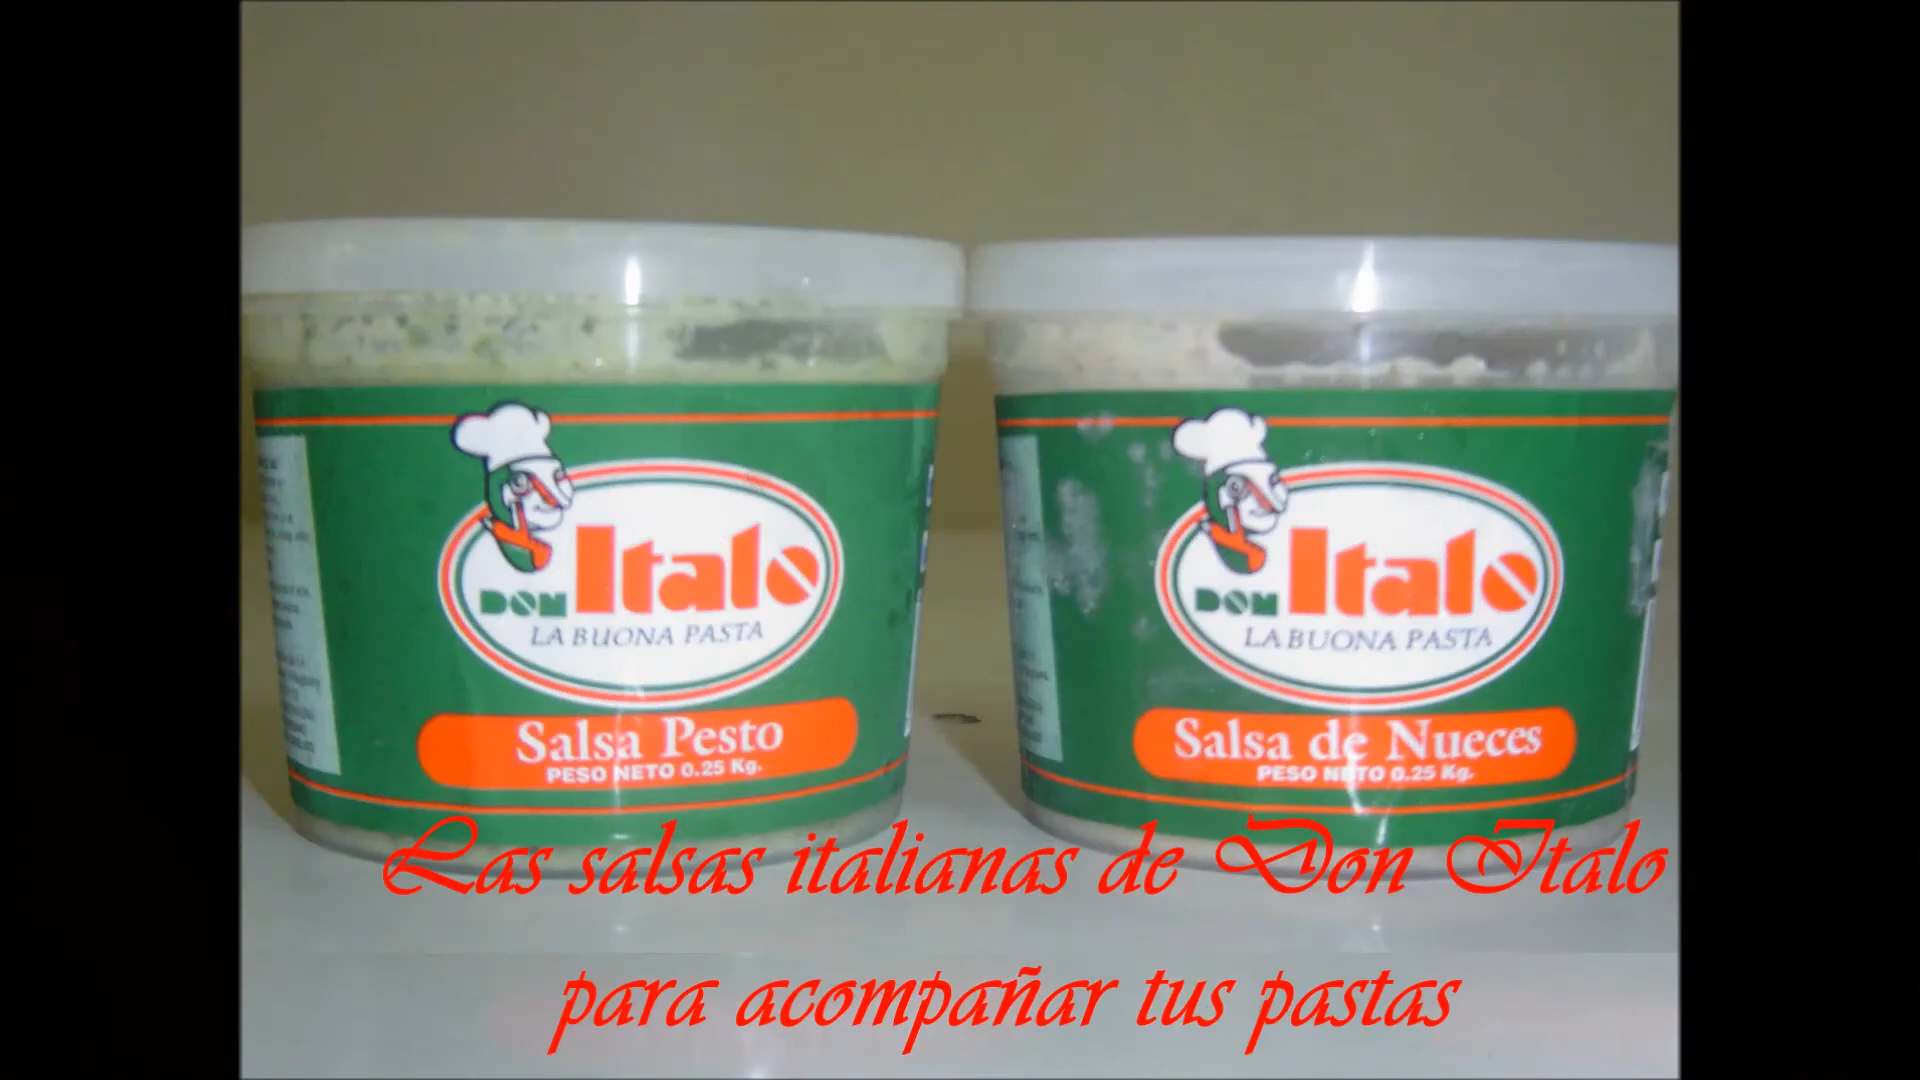 DON Italo
LA BUONA PASTA
Salsa Pesto
PESO NETO 0.25 Kg.
DON Italo
LA BUONA PASTA
Salsa de Nueces
PESO NETO 0.25 Kg.
Las salsas italianas de Don Italo
para acompañar tus pastas